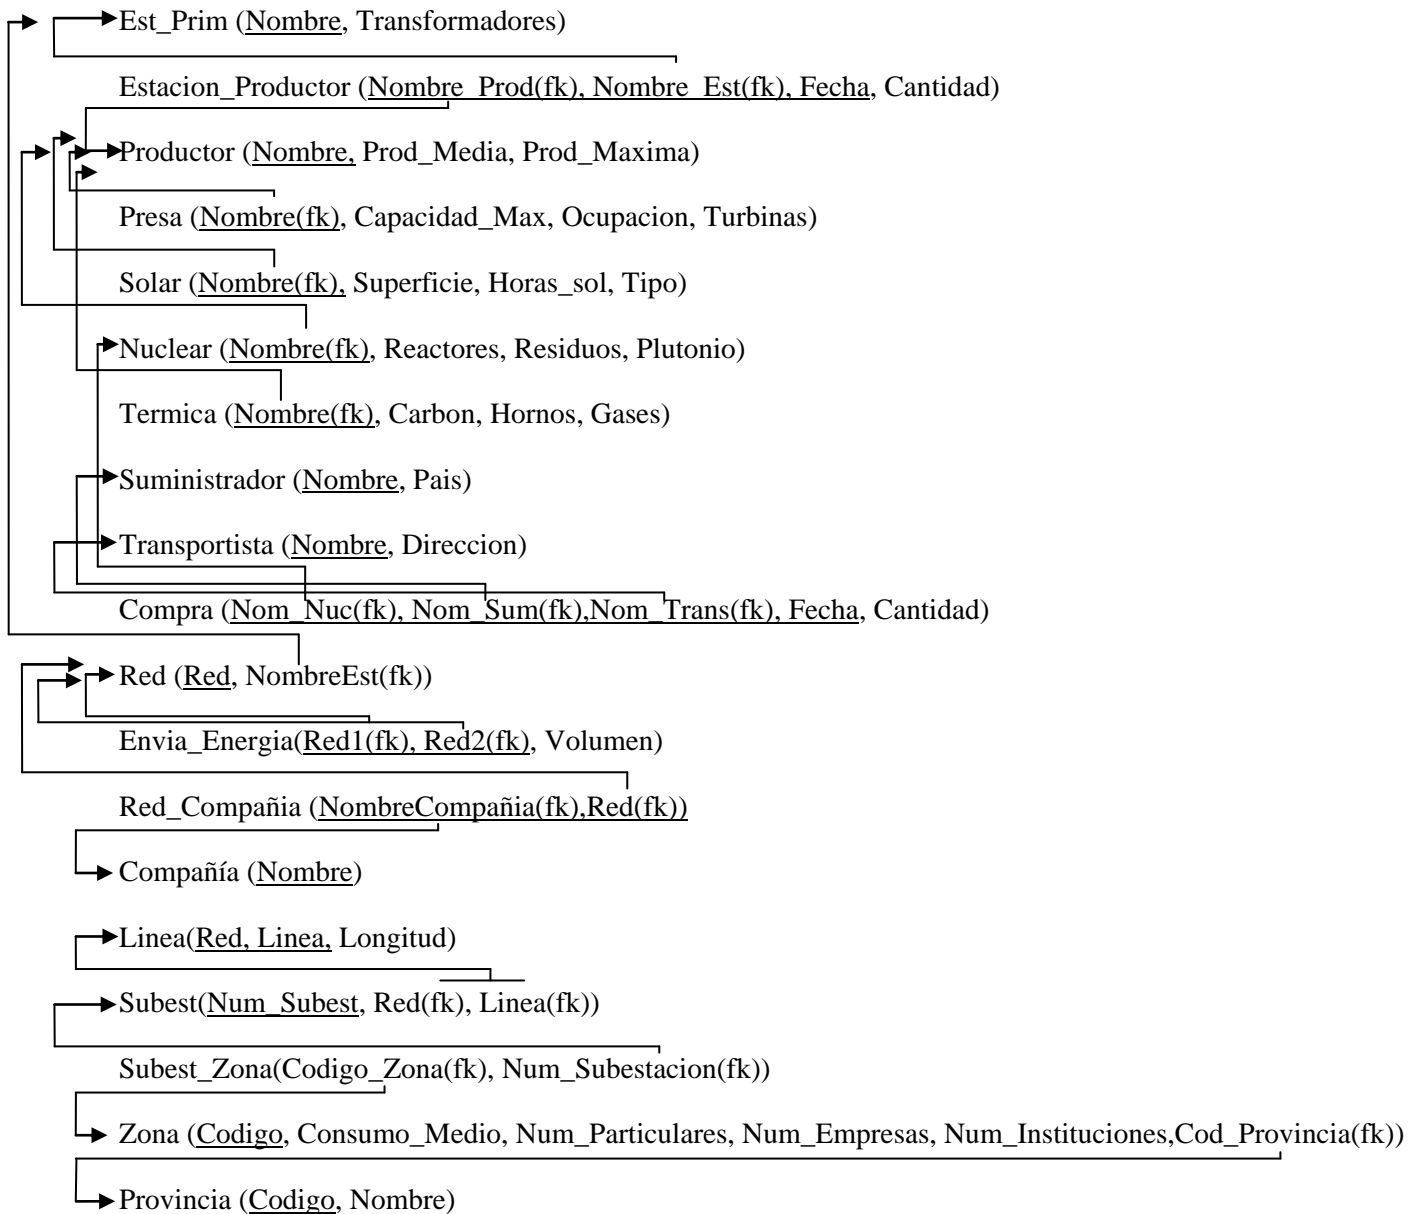 Est_Prim (Nombre, Transformadores)
Estacion_Productor (Nombre_Prod(fk), Nombre_Est(fk), Fecha, Cantidad)
Productor (Nombre, Prod_Media, Prod_Maxima)
Presa (Nombre(fk), Capacidad_Max, Ocupacion, Turbinas)
Solar (Nombre(fk), Superficie, Horas_sol, Tipo)
Nuclear (Nombre(fk), Reactores, Residuos, Plutonio)
Termica (Nombre(fk), Carbon, Hornos, Gases)
Suministrador (Nombre, Pais)
Transportista (Nombre, Direccion)
Compra (Nom_Nuc(fk), Nom_Sum(fk),Nom_Trans(fk), Fecha, Cantidad)
Red (Red, NombreEst(fk))
Envia_Energia(Red1(fk), Red2(fk), Volumen)
Red_Compañia (NombreCompañia(fk),Red(fk))
Compañía (Nombre)
Linea(Red, Linea, Longitud)
Subest(Num_Subest, Red(fk), Linea(fk))
Subest_Zona(Codigo_Zona(fk), Num_Subestacion(fk))
Zona (Codigo, Consumo_Medio, Num_Particulares, Num_Empresas, Num_Instituciones,Cod_Provincia(fk))
Provincia (Codigo, Nombre)